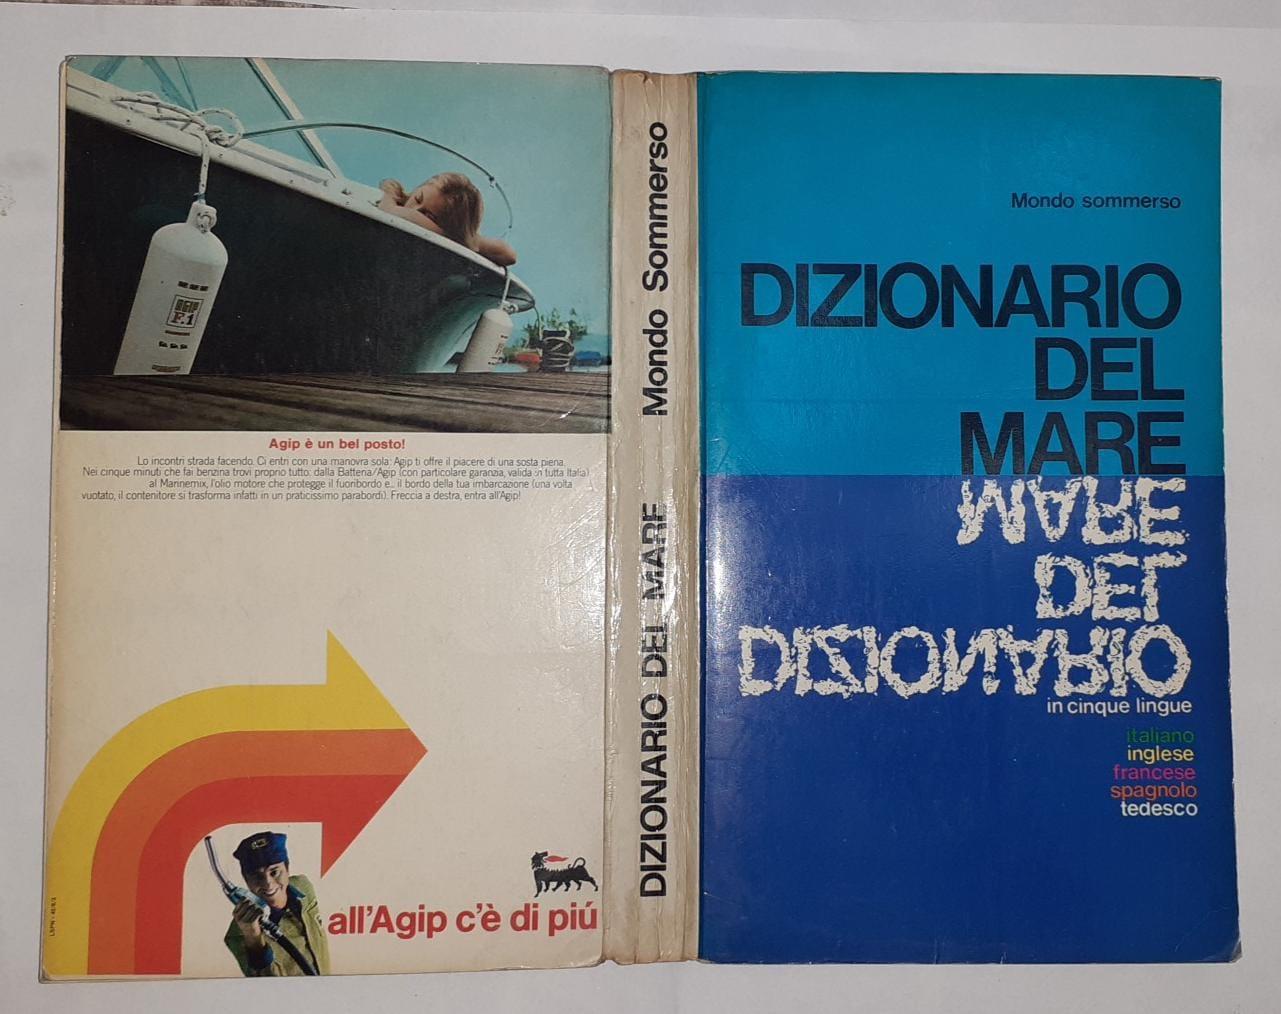 AGIP
F.1
Agip è un bel posto!
Lo incontri strada facendo. Ci entri con una manovra sola: Agip ti offre il piacere di una sosta piena.
Nei cinque minuti che fai benzina trovi proprio tutto: dalla Batteria/Agip (con particolare garanzia, valida in tutta Italia)
al Marinemix, l'olio motore che protegge il fuoribordo e... il bordo della tua imbarcazione (una volta
vuotato, il contenitore si trasforma infatti in un praticissimo parabordi). Freccia a destra, entra all'Agip!
all'Agip c'è di piú
DIZIONARIO DEL MARE Mondo Sommerso
Mondo sommerso
DIZIONARIO
DEL
MARE
MARE
DEL
DIZIONARIO
in cinque lingue
italiano
inglese
francese
spagnolo
tedesco